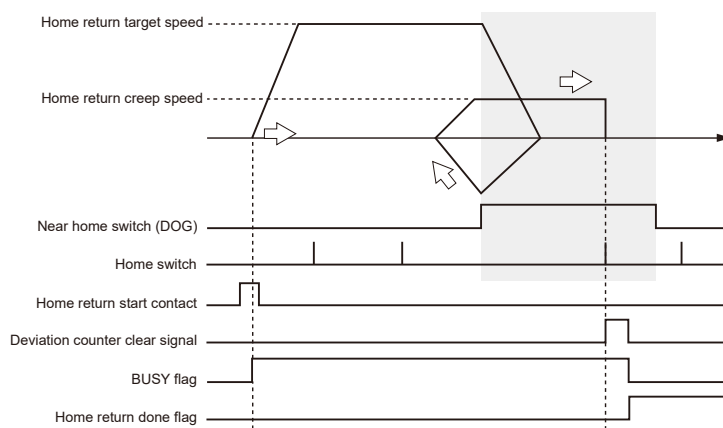 Home return target speed
Home return creep speed
Near home switch (DOG)
Home switch
Home return start contact
Deviation counter clear signal
BUSY flag
Home return done flag